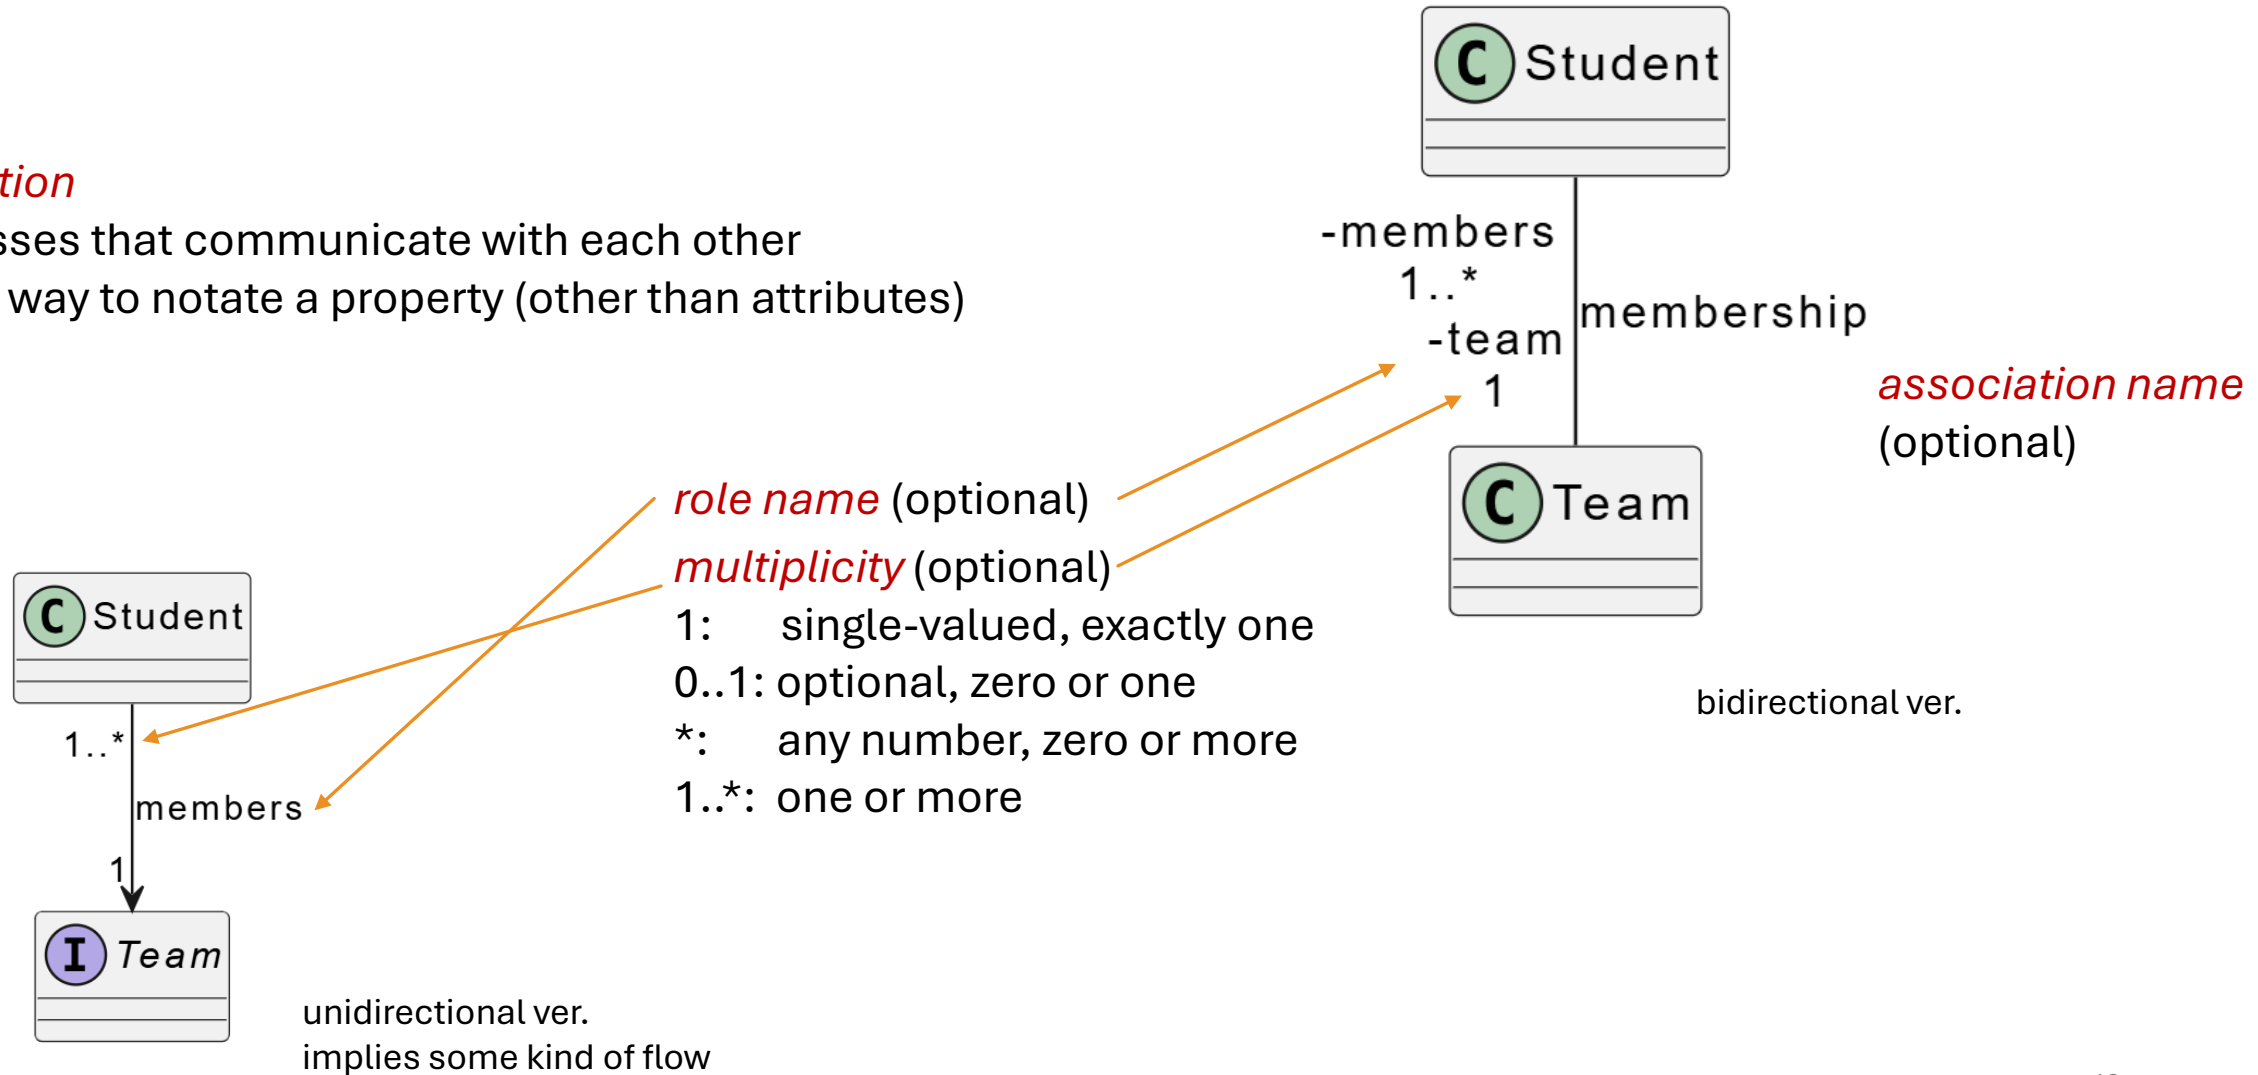 C Student
tion
sses that communicate with each other
way to notate a property (other than attributes)
-members
1..*
-team
1
membership
association name
(optional)
C Team
role name (optional)
multiplicity (optional)
1: single-valued, exactly one
0..1: optional, zero or one
*: any number, zero or more
1..*: one or more
bidirectional ver.
C Student
1..*
members
1
I Team
unidirectional ver.
implies some kind of flow